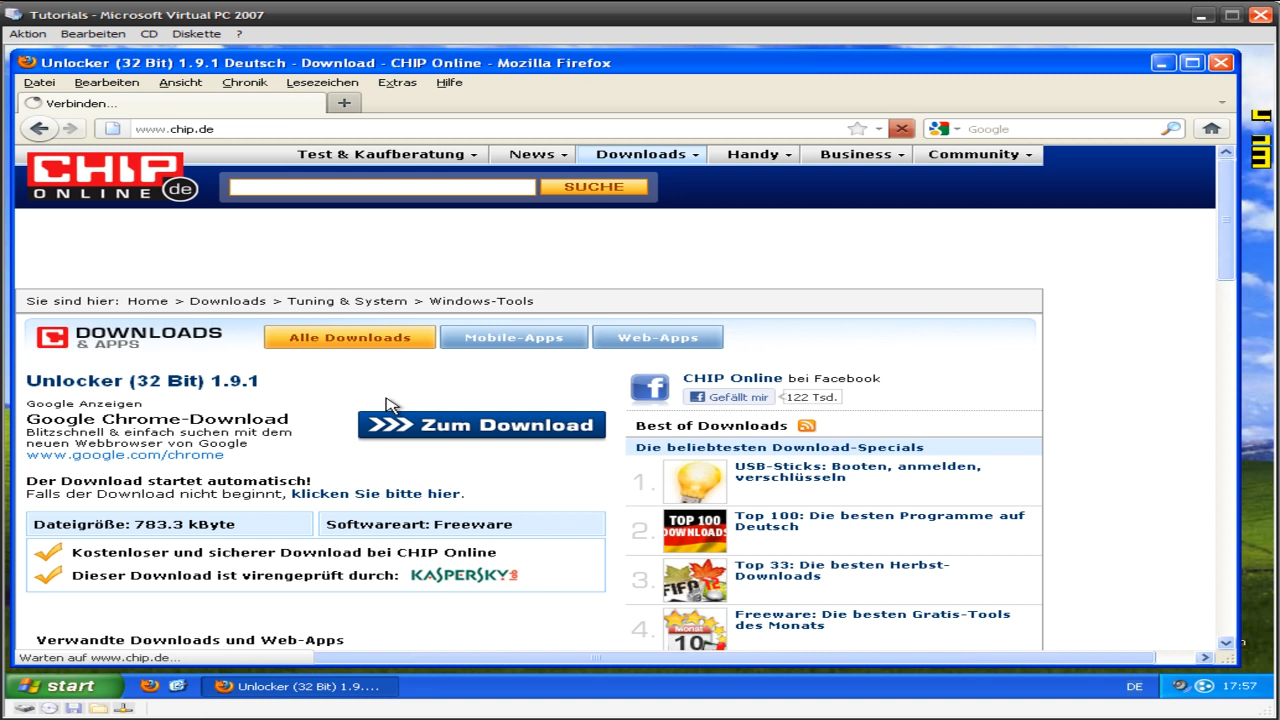 Tutorials - Microsoft Virtual PC 2007
Aktion Bearbeiten CD Diskette ?
Unlocker (32 Bit) 1.9.1 Deutsch - Download - CHIP Online - Mozilla Firefox
Datei Bearbeiten Ansicht Chronik Lesezeichen Extras Hilfe
Verbinden...
www.chip.de
Google
Test & Kaufberatung News Downloads Handy Business Community
CHIP
ONLINE de
SUCHE
Sie sind hier: Home > Downloads > Tuning & System > Windows-Tools
DOWNLOADS
& APPS
Alle Downloads Mobile-Apps Web-Apps
Unlocker (32 Bit) 1.9.1
Google Anzeigen
Google Chrome-Download
Blitzschnell & einfach suchen mit dem
neuen Webbrowser von Google
www.google.com/chrome
>>> Zum Download
Der Download startet automatisch!
Falls der Download nicht beginnt, klicken Sie bitte hier.
Dateigröße: 783.3 kByte Softwareart: Freeware
Kostenloser und sicherer Download bei CHIP Online
Dieser Download ist virengeprüft durch: KASPERSKY
Verwandte Downloads und Web-Apps
CHIP Online bei Facebook
Gefällt mir 122 Tsd.
Best of Downloads
Die beliebtesten Download-Specials
1. USB-Sticks: Booten, anmelden,
verschlüsseln
2. TOP 100 DOWNLOADS Top 100: Die besten Programme auf
Deutsch
3. FIFA 12 Top 33: Die besten Herbst-
Downloads
4. Monat 10 Freeware: Die besten Gratis-Tools
des Monats
Warten auf www.chip.de...
start
Unlocker (32 Bit) 1.9....
DE
17:57